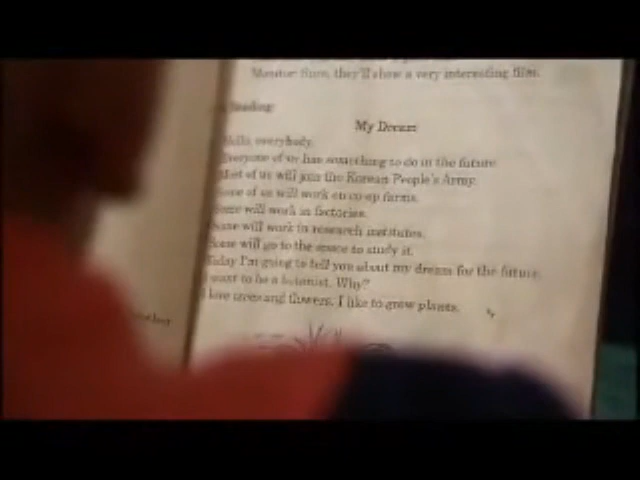 Mentor: Sure, they'll show a very interesting film.
Reading
My Dream
Hello, everybody.
Everyone of us has something to do in the future.
Most of us will join the Korean People's Army.
Some of us will work on co-op farms.
Some will work in factories.
Some will work in research institutes.
Some will go to the space to study it.
Today I'm going to tell you about my dream for the future.
I want to be a botanist. Why?
I love trees and flowers. I like to grow plants.